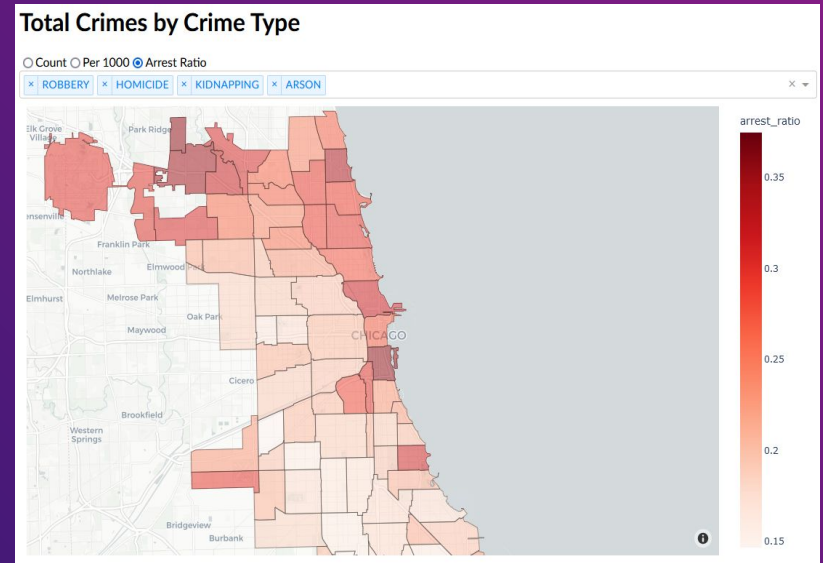 Total Crimes by Crime Type
Count Per 1000 Arrest Ratio
× ROBBERY × HOMICIDE × KIDNAPPING × ARSON ×
arrest_ratio
Elk Grove
Village
Park Ridge
0.35
Franklin Park
0.3
Northlake
Elmwood Park
Elmhurst
Melrose Park
Oak Park
Maywood
CHICAGO
0.25
Cicero
Brookfield
Western
Springs
0.2
Bridgeview
Burbank
0.15